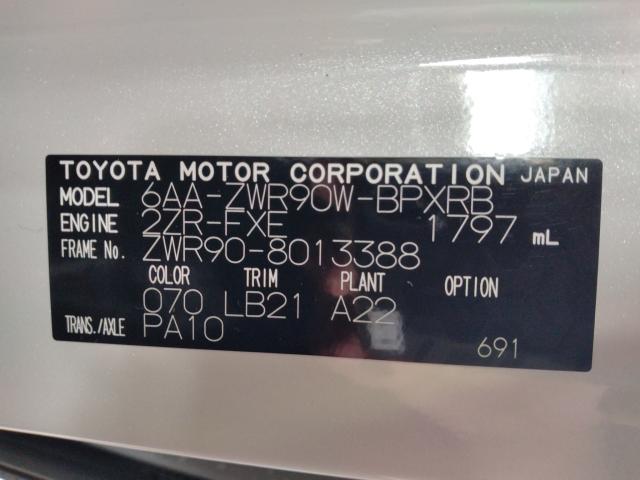 TOYOTA MOTOR CORPORATION JAPAN
MODEL 6AA-ZWR90W-BPXRB
ENGINE 2ZR-FXE 1797 mL
FRAME No. ZWR90-8013388
COLOR TRIM PLANT OPTION
070 LB21 A22
TRANS./AXLE PA10
691